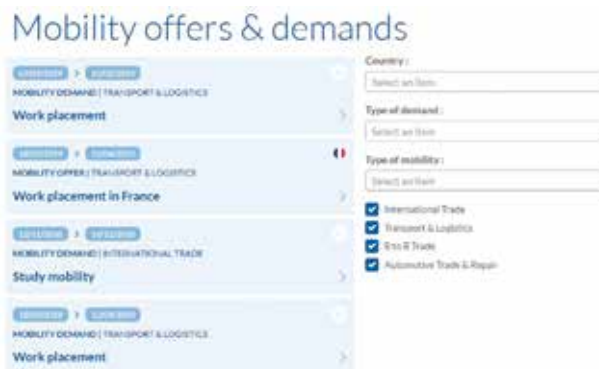 Mobility offers & demands
MOBILITY DEMAND | TRANSPORT & LOGISTICS
Work placement
MOBILITY OFFER | TRANSPORT & LOGISTICS
Work placement in France
MOBILITY DEMAND | INTERNATIONAL TRADE
Study mobility
MOBILITY DEMAND | TRANSPORT & LOGISTICS
Work placement
Country :
Select an item
Type of demand :
Select an item
Type of mobility :
Select an item
International Trade
Transport & Logistics
B to B Trade
Automotive Trade & Repair